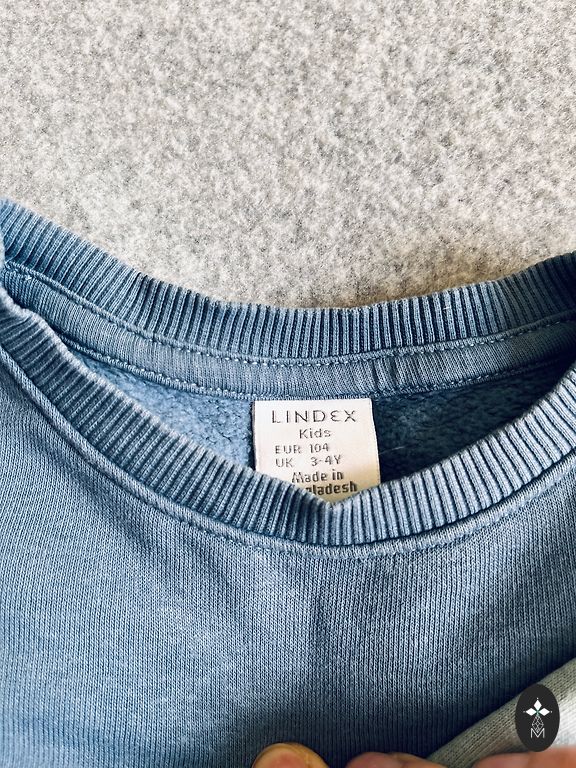 LINDEX
Kids
EUR 104
UK 3-4Y
Made in